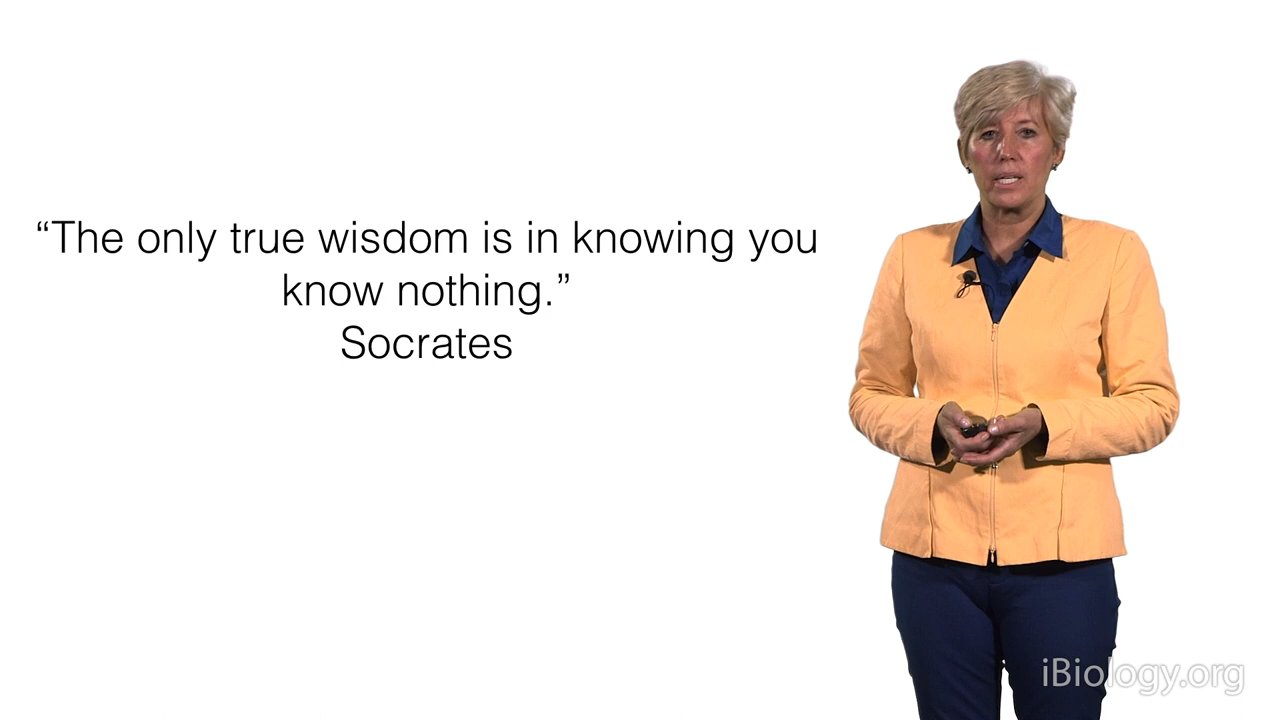 “The only true wisdom is in knowing you
know nothing.”
Socrates
iBiology.org